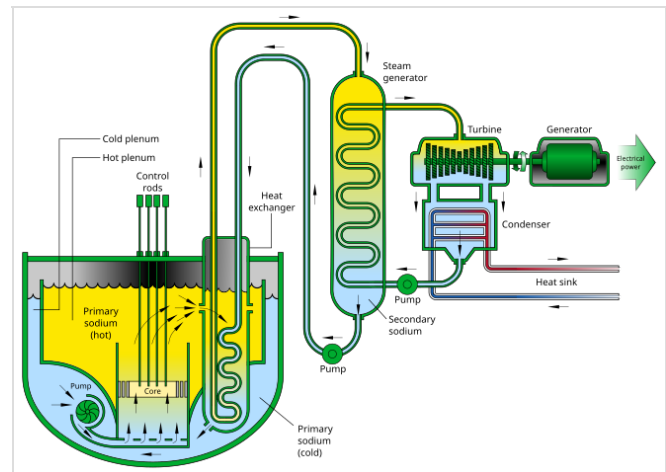 Steam
generator
Turbine
Generator
Electrical
power
Cold plenum
Hot plenum
Control
rods
Heat
exchanger
Condenser
Heat sink
Pump
Secondary
sodium
Pump
Primary
sodium
(hot)
Core
Pump
Primary
sodium
(cold)